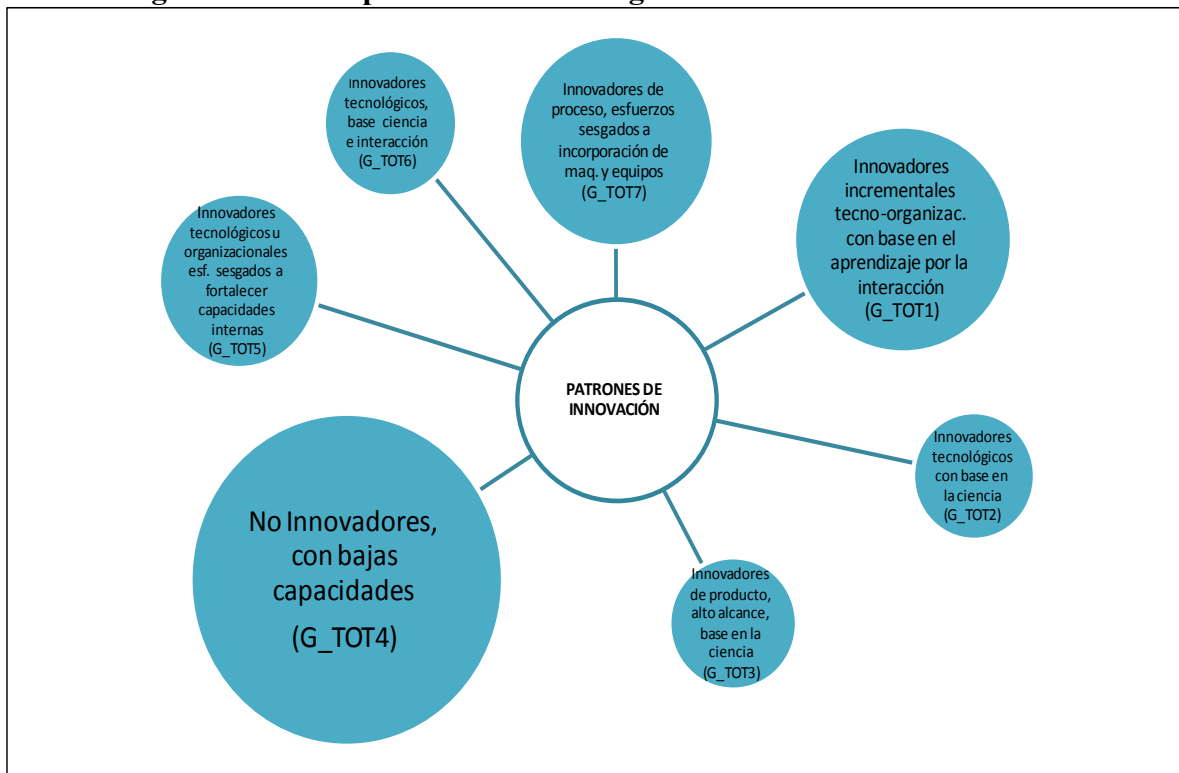 Innovadores
tecnológicos,
base ciencia
e interacción
(G_TOT6)
Innovadores de
proceso, esfuerzos
sesgados a
incorporación de
maq. y equipos
(G_TOT7)
Innovadores
incrementales
tecno-organizac.
con base en el
aprendizaje por la
interacción
(G_TOT1)
Innovadores
tecnológicos u
organizacionales
esf. sesgados a
fortalecer
capacidades
internas
(G_TOT5)
PATRONES DE
INNOVACIÓN
Innovadores
tecnológicos
con base en
la ciencia
(G_TOT2)
No Innovadores,
con bajas
capacidades
(G_TOT4)
Innovadores
de producto,
alto alcance,
base en la
ciencia
(G_TOT3)